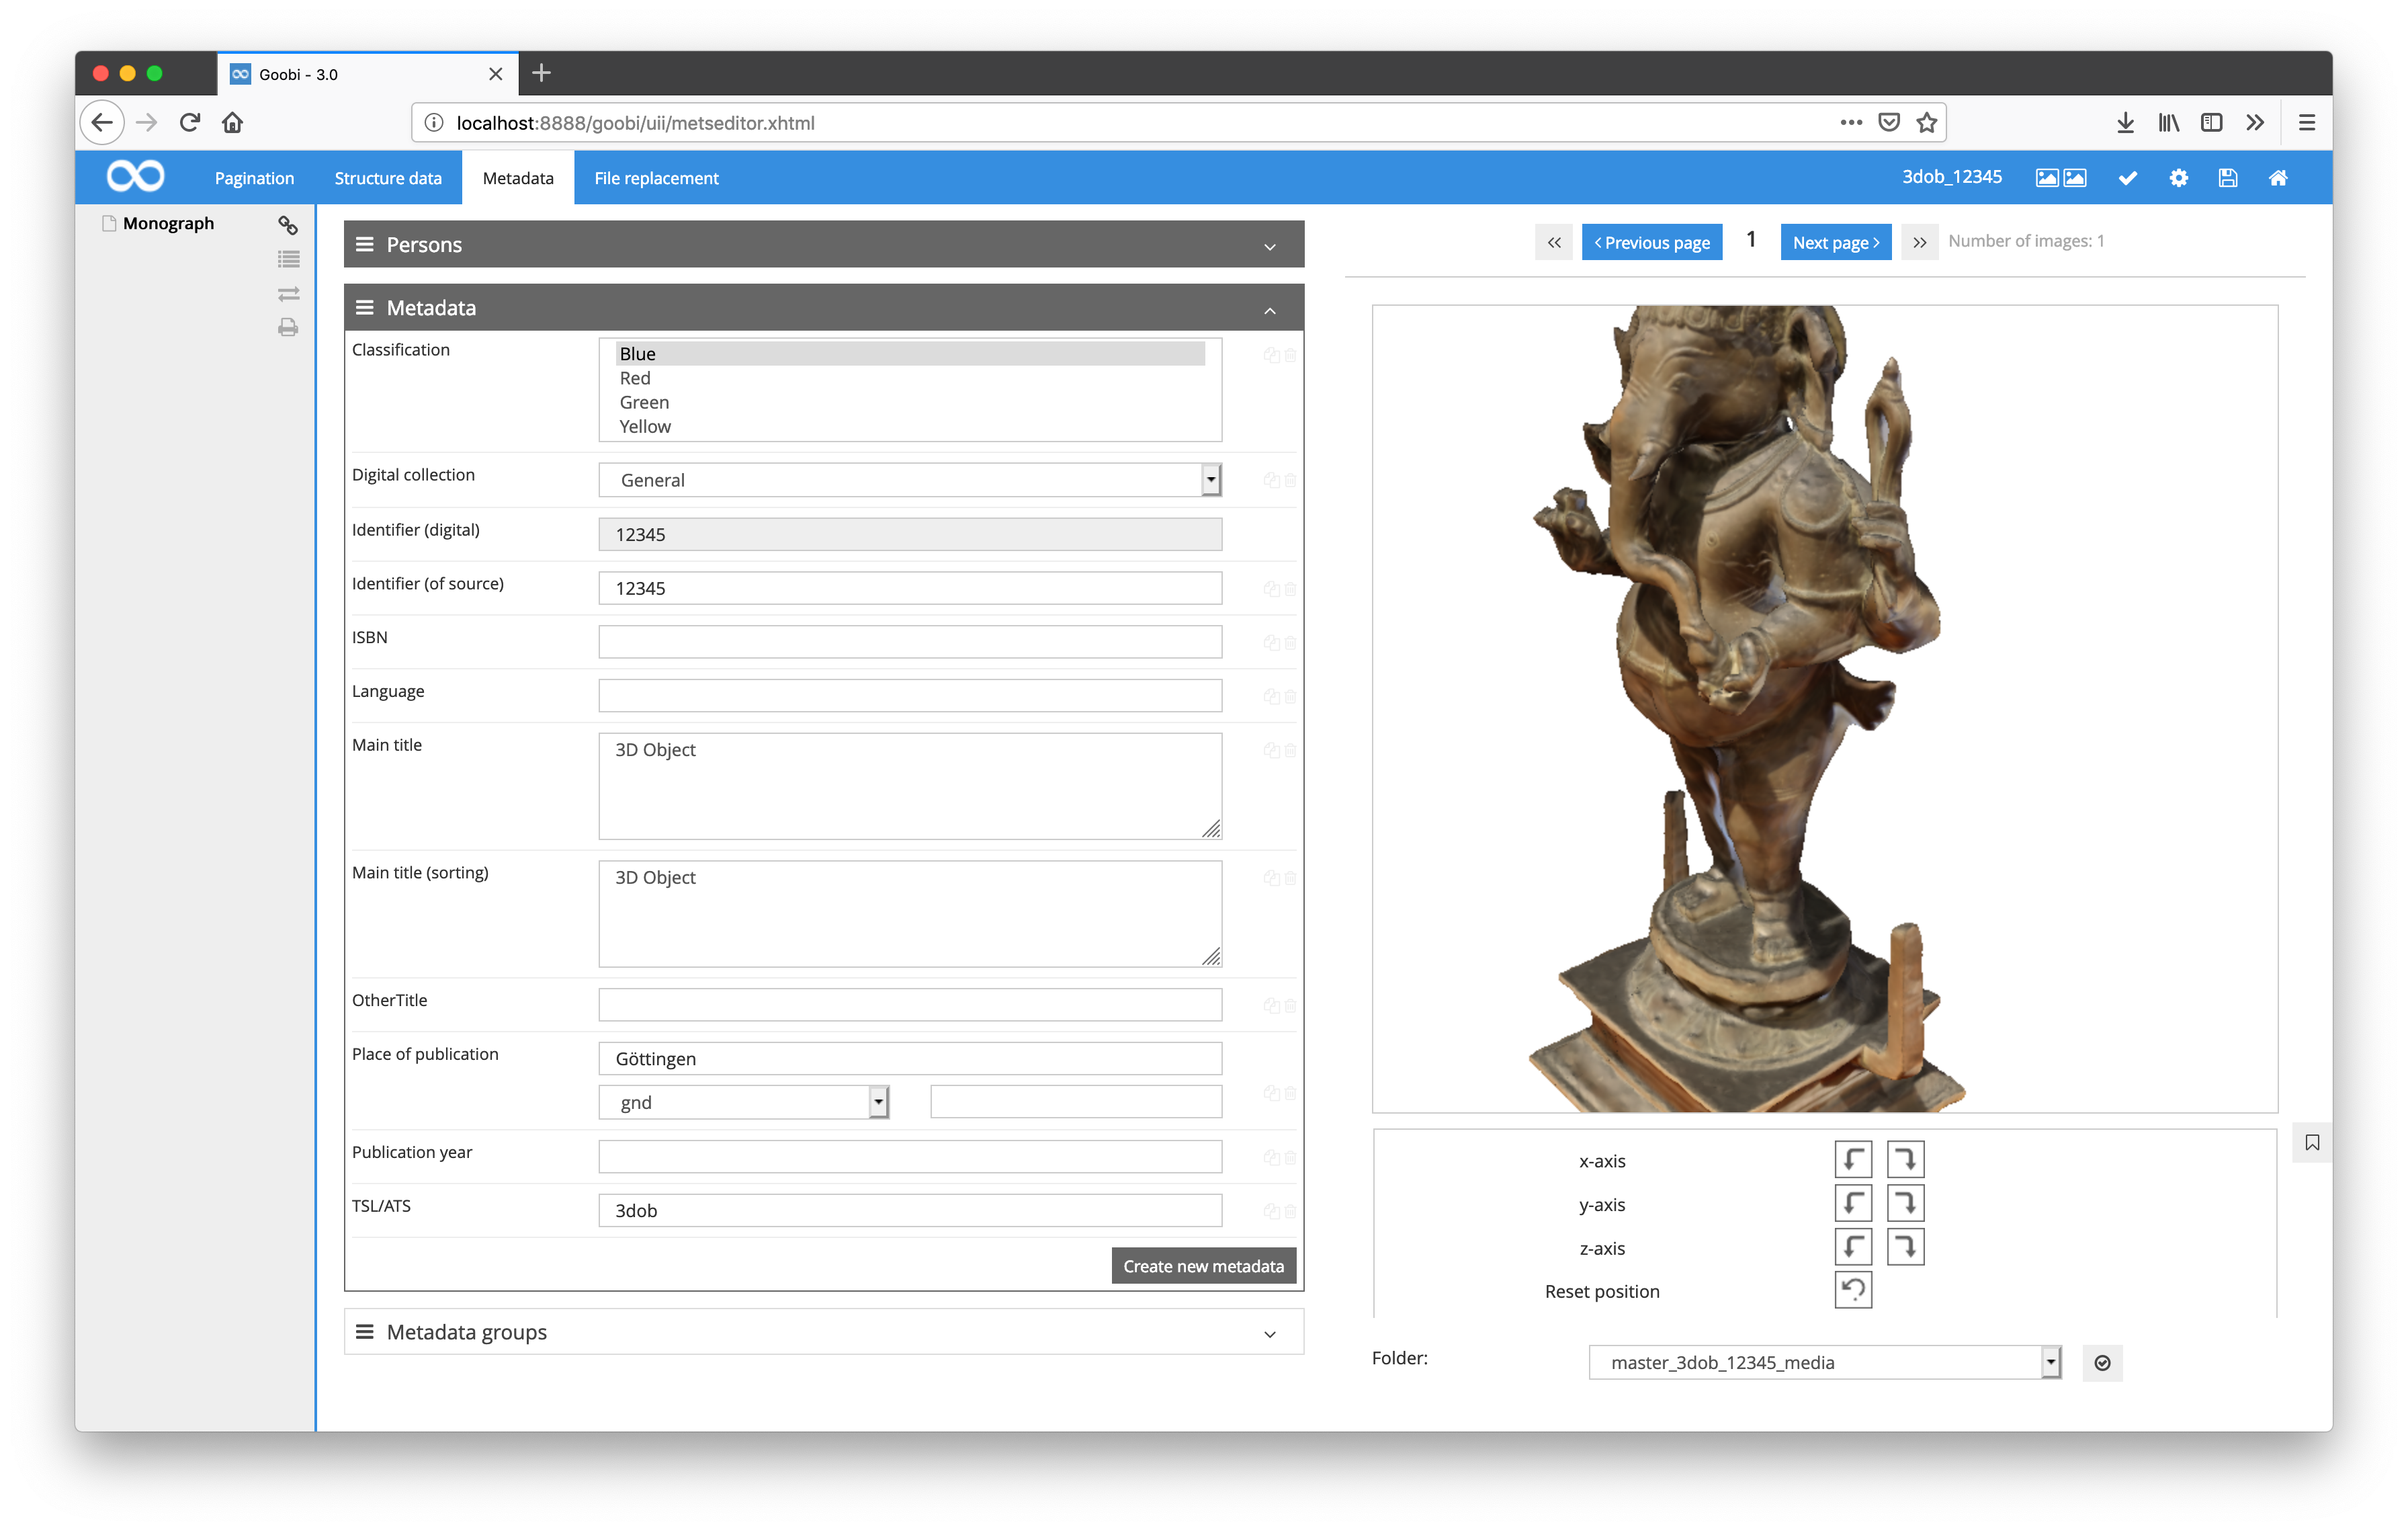 Goobi - 3.0
localhost:8888/goobi/uii/metseditor.xhtml
Pagination
Structure data
Metadata
File replacement
3dob_12345
Monograph
Persons
Metadata
Classification
Blue
Red
Green
Yellow
Digital collection
General
Identifier (digital)
12345
Identifier (of source)
12345
ISBN
Language
Main title
3D Object
Main title (sorting)
3D Object
OtherTitle
Place of publication
Göttingen
gnd
Publication year
TSL/ATS
3dob
Create new metadata
Metadata groups
Previous page
1
Next page
Number of images: 1
x-axis
y-axis
z-axis
Reset position
Folder:
master_3dob_12345_media